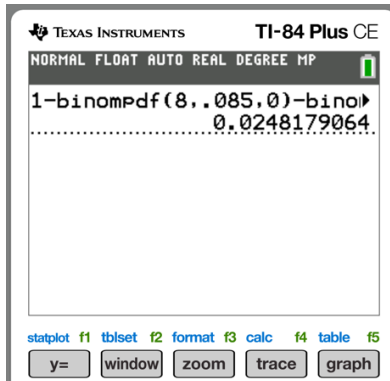 TEXAS INSTRUMENTS TI-84 Plus CE
NORMAL FLOAT AUTO REAL DEGREE MP
1-binompdf(8,.085,0)-bino
0.0248179064
statplot f1 tblset f2 format f3 calc f4 table f5
y= window zoom trace graph